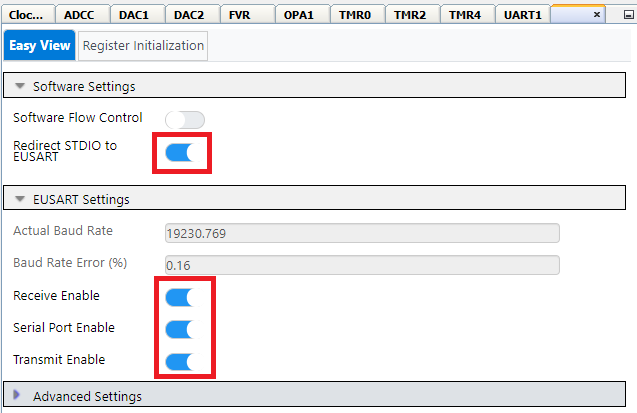 Cloc... ADCC DAC1 DAC2 FVR OPA1 TMR0 TMR2 TMR4 UART1
Easy View Register Initialization
Software Settings
Software Flow Control
Redirect STDIO to
EUSART
EUSART Settings
Actual Baud Rate 19230.769
Baud Rate Error (%) 0.16
Receive Enable
Serial Port Enable
Transmit Enable
Advanced Settings